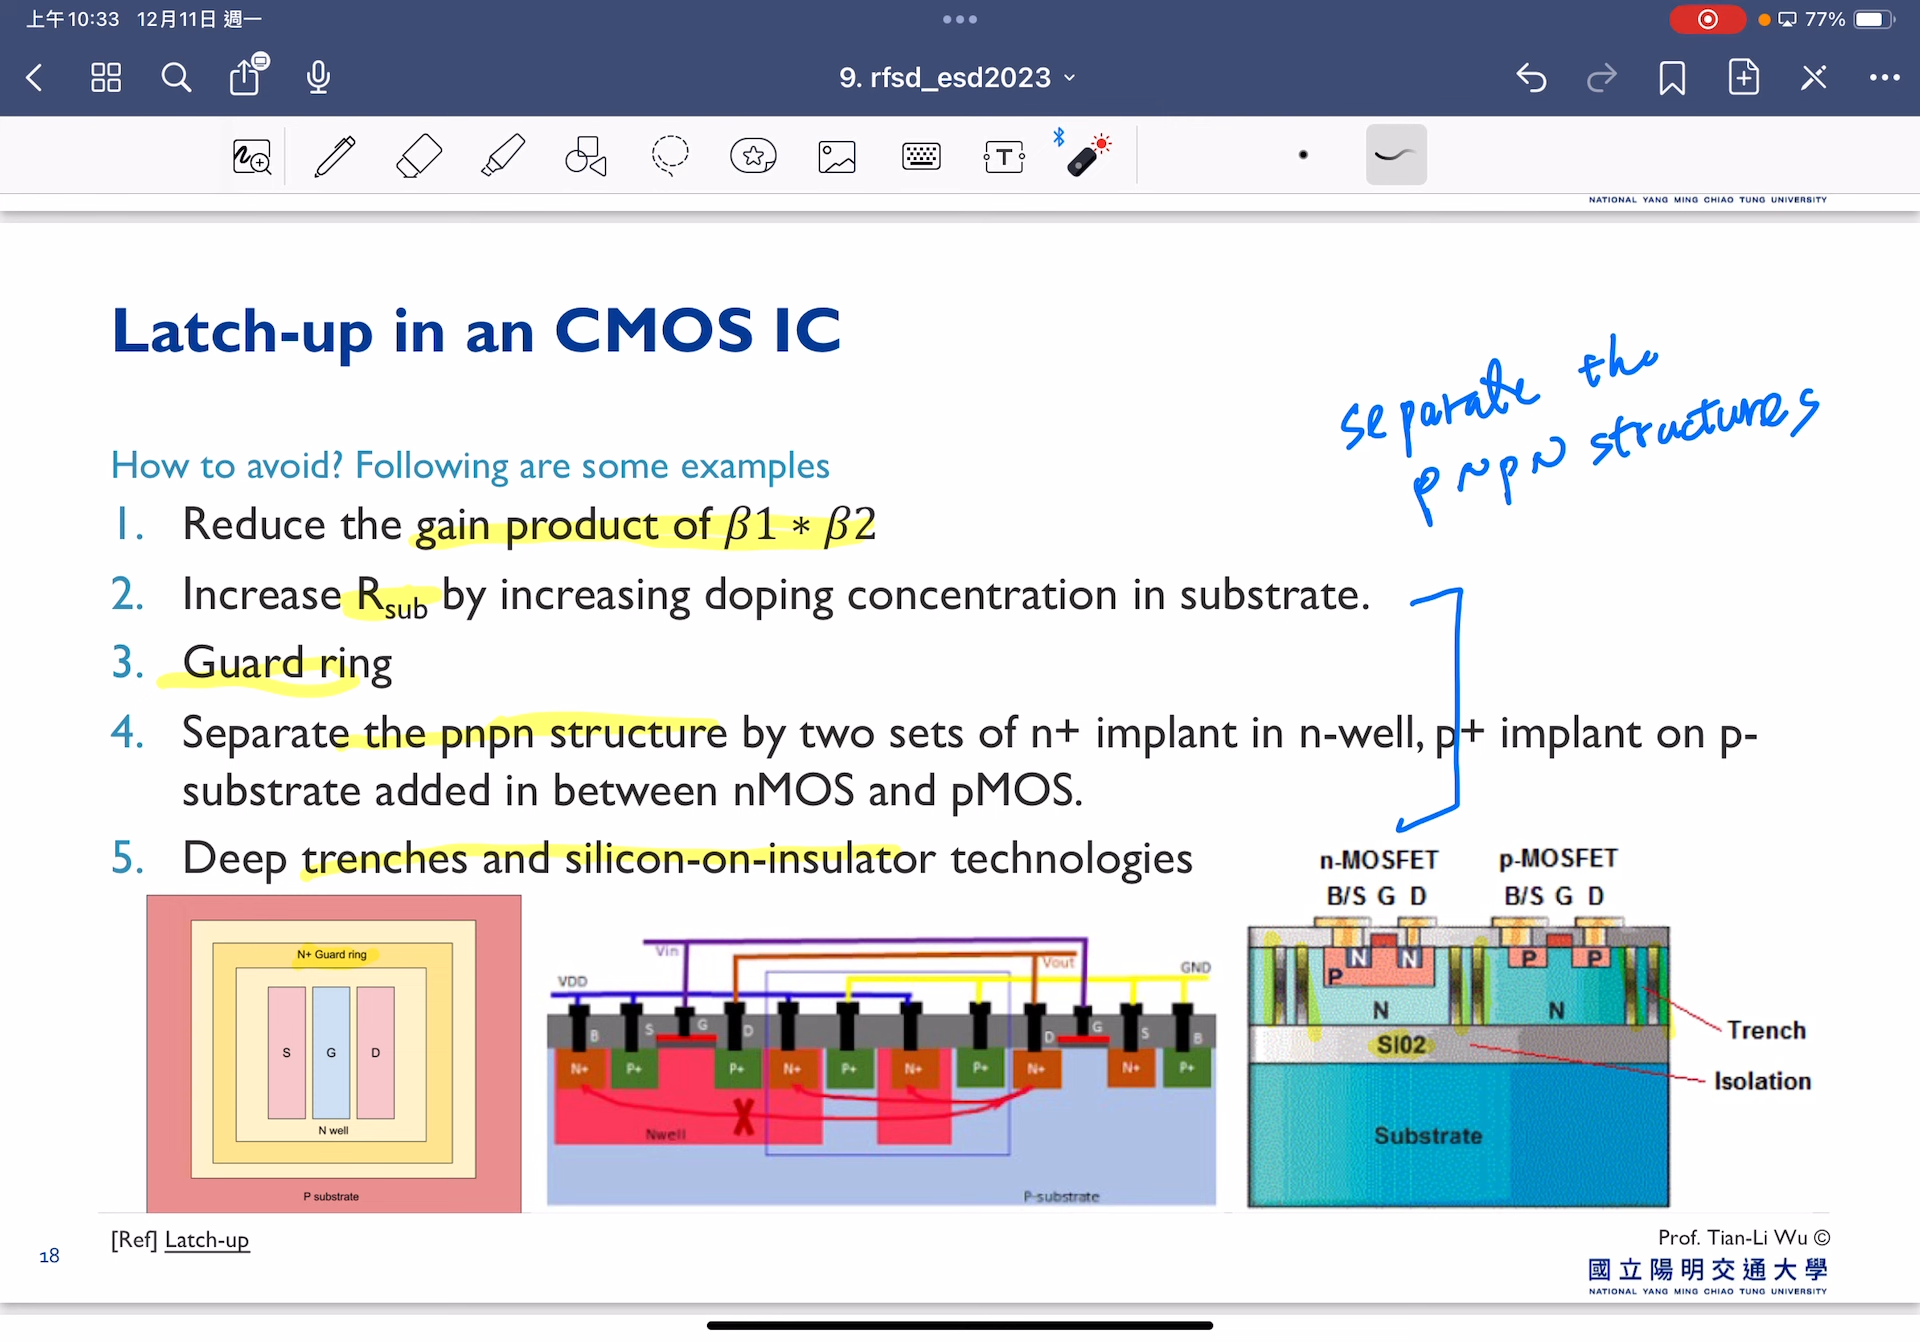 上午10:33 12月11日 週一
77%
9. rfsd_esd2023
T
NATIONAL YANG MING CHIAO TUNG UNIVERSITY
Latch-up in an CMOS IC
separate the
pnpn structures
How to avoid? Following are some examples
1. Reduce the gain product of β1 ∗ β2
2. Increase Rsub by increasing doping concentration in substrate.
3. Guard ring
4. Separate the pnpn structure by two sets of n+ implant in n-well, p+ implant on p-
substrate added in between nMOS and pMOS.
5. Deep trenches and silicon-on-insulator technologies
N+ Guard ring
S G D
N well
P substrate
Vin
Vout
VDD
GND
B S G D D G S B
N+ P+ P+ N+ P+ N+ P+ N+ N+ P+
Nwell
P-substrate
n-MOSFET p-MOSFET
B/S G D B/S G D
N N P P
P
N N
SI02
Trench
Isolation
Substrate
[Ref] Latch-up
Prof. Tian-Li Wu ©
18
國立陽明交通大學
NATIONAL YANG MING CHIAO TUNG UNIVERSITY